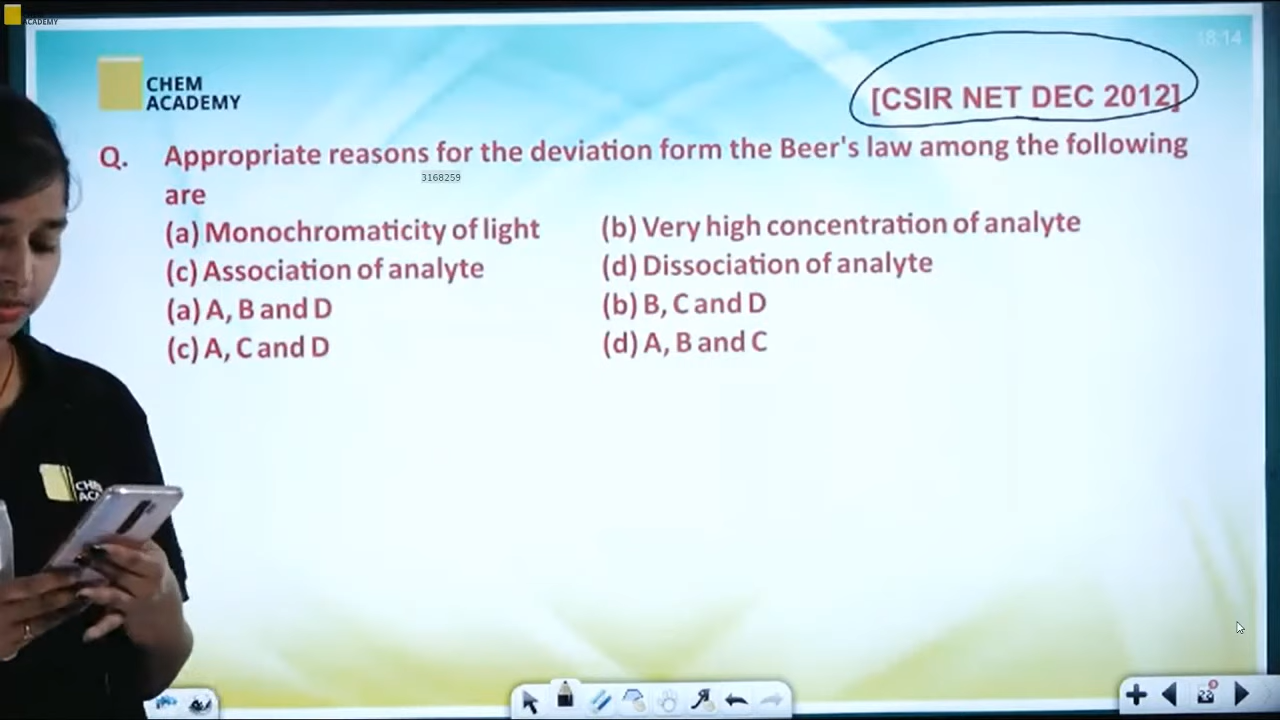 ACADEMY
18:14
CHEM
ACADEMY
[CSIR NET DEC 2012]
Q. Appropriate reasons for the deviation form the Beer's law among the following
are
3168259
(a) Monochromaticity of light (b) Very high concentration of analyte
(c) Association of analyte (d) Dissociation of analyte
(a) A, B and D (b) B, C and D
(c) A, C and D (d) A, B and C